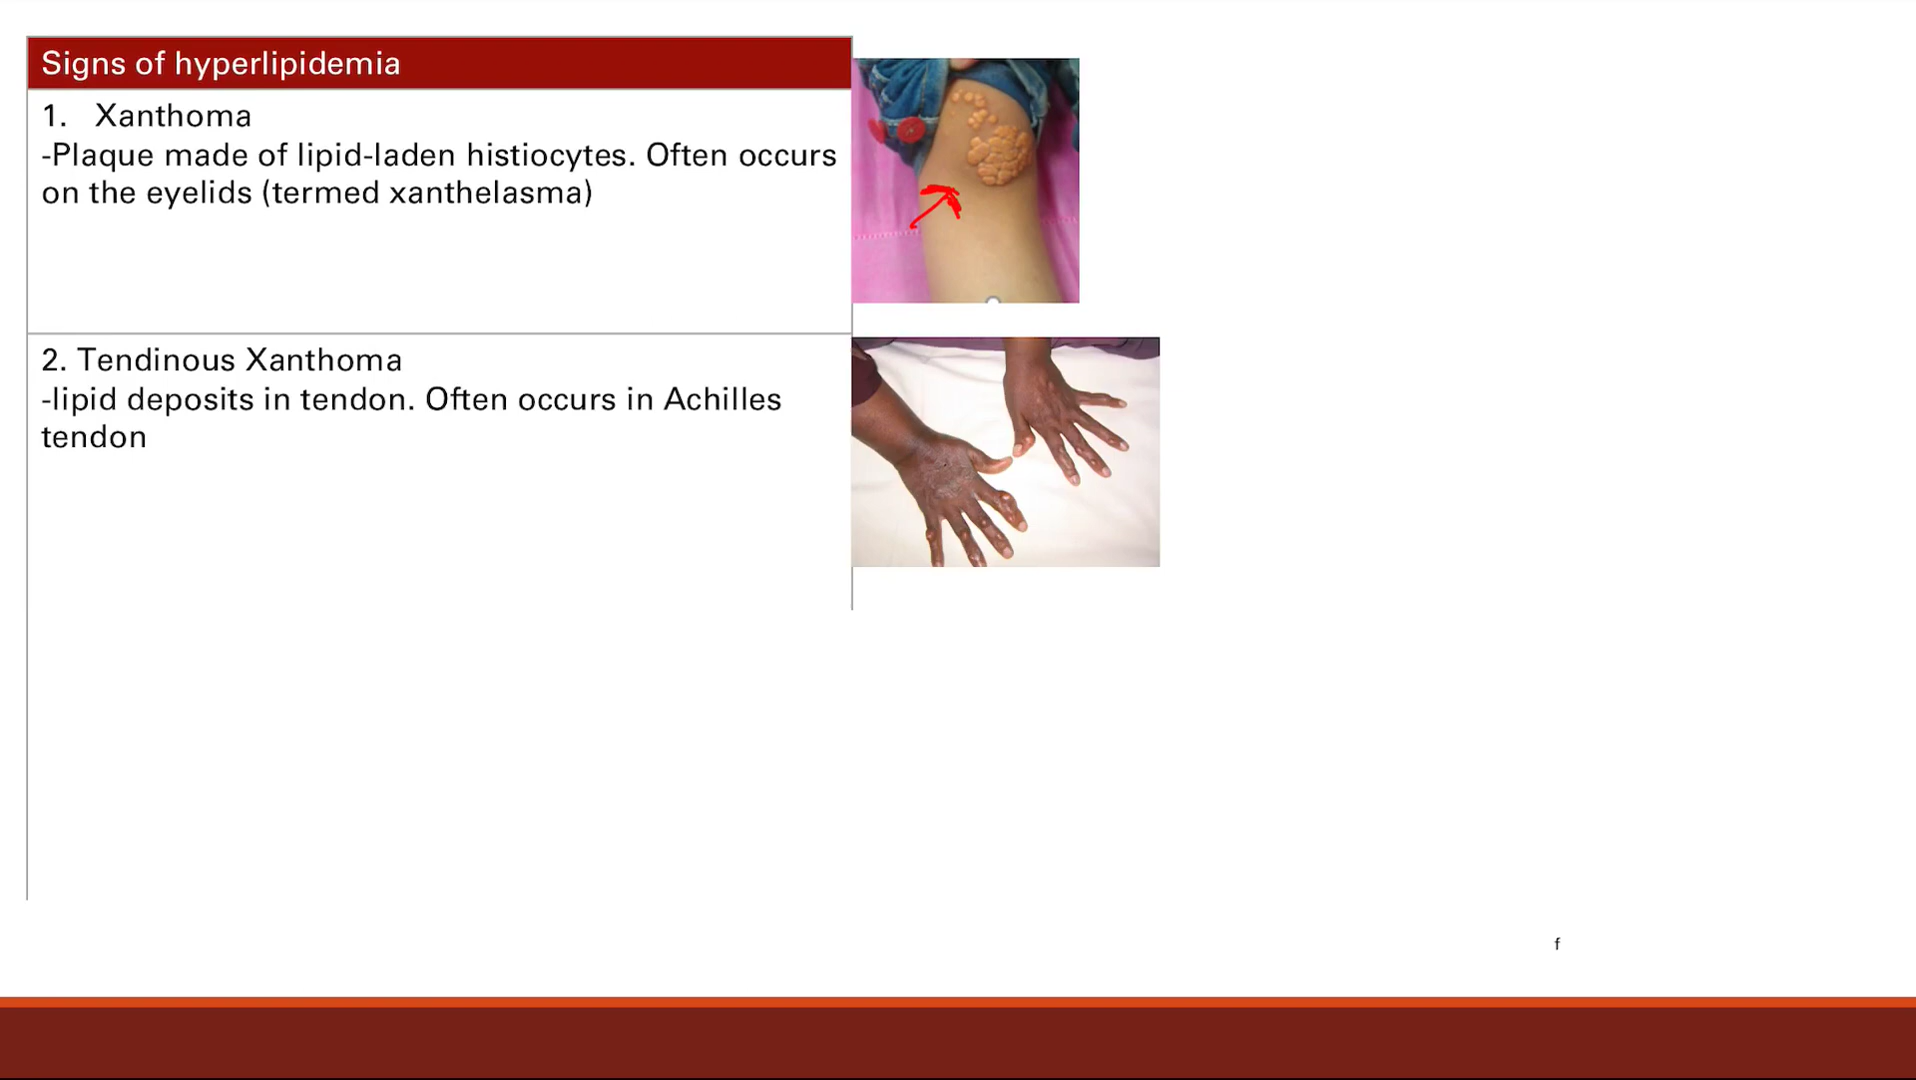 Signs of hyperlipidemia
1. Xanthoma
-Plaque made of lipid-laden histiocytes. Often occurs
on the eyelids (termed xanthelasma)
2. Tendinous Xanthoma
-lipid deposits in tendon. Often occurs in Achilles
tendon
f